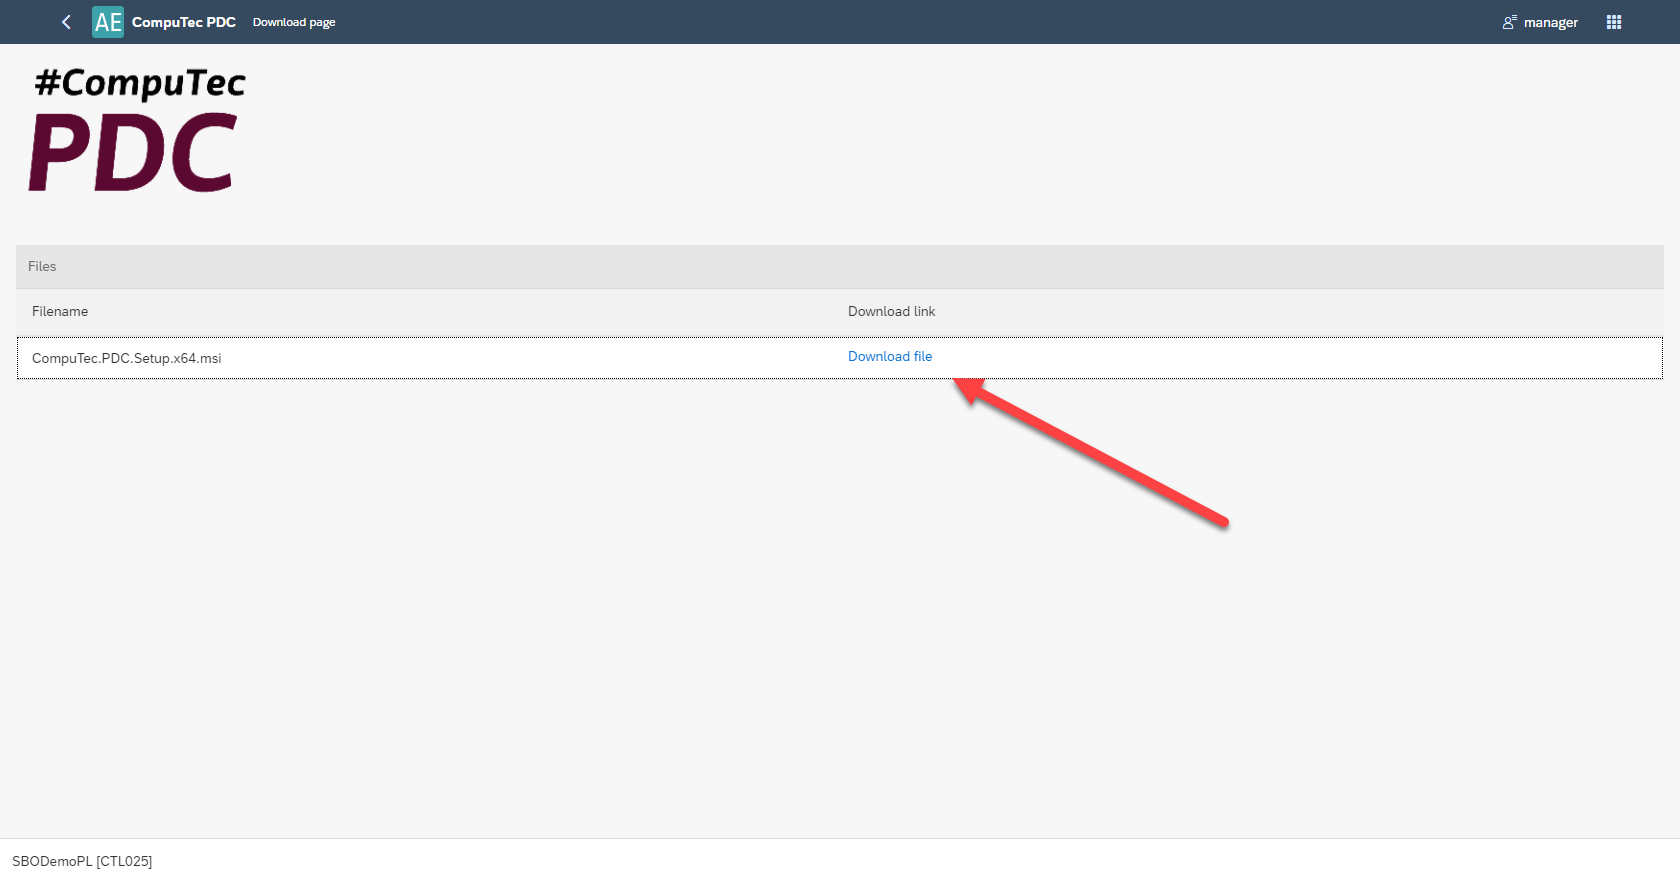 AE CompuTec PDC Download page manager
#CompuTec
PDC
Files
Filename Download link
CompuTec.PDC.Setup.x64.msi Download file
SBODemoPL [CTL025]